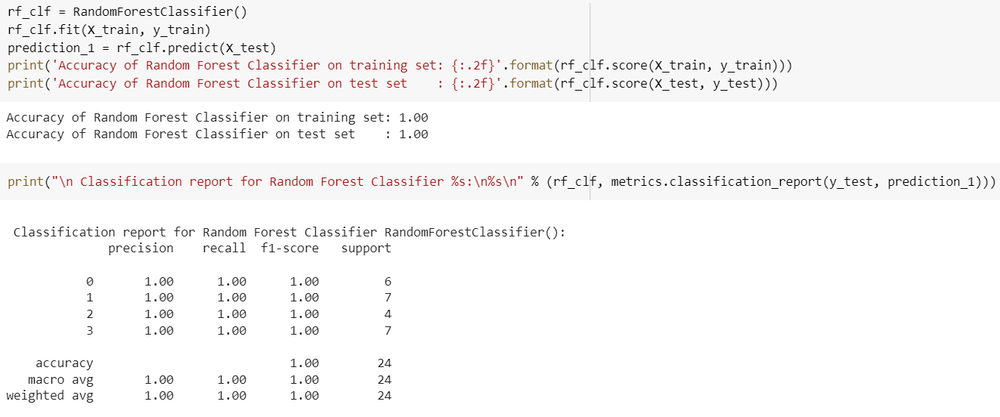 rf_clf = RandomForestClassifier()
rf_clf.fit(X_train, y_train)
prediction_1 = rf_clf.predict(X_test)
print('Accuracy of Random Forest Classifier on training set: {:.2f}'.format(rf_clf.score(X_train, y_train)))
print('Accuracy of Random Forest Classifier on test set    : {:.2f}'.format(rf_clf.score(X_test, y_test)))
Accuracy of Random Forest Classifier on training set: 1.00
Accuracy of Random Forest Classifier on test set    : 1.00
print("\n Classification report for Random Forest Classifier %s:\n%s\n" % (rf_clf, metrics.classification_report(y_test, prediction_1)))
Classification report for Random Forest Classifier RandomForestClassifier():
              precision    recall  f1-score   support
           0       1.00      1.00      1.00         6
           1       1.00      1.00      1.00         7
           2       1.00      1.00      1.00         4
           3       1.00      1.00      1.00         7
    accuracy                           1.00        24
   macro avg       1.00      1.00      1.00        24
weighted avg       1.00      1.00      1.00        24